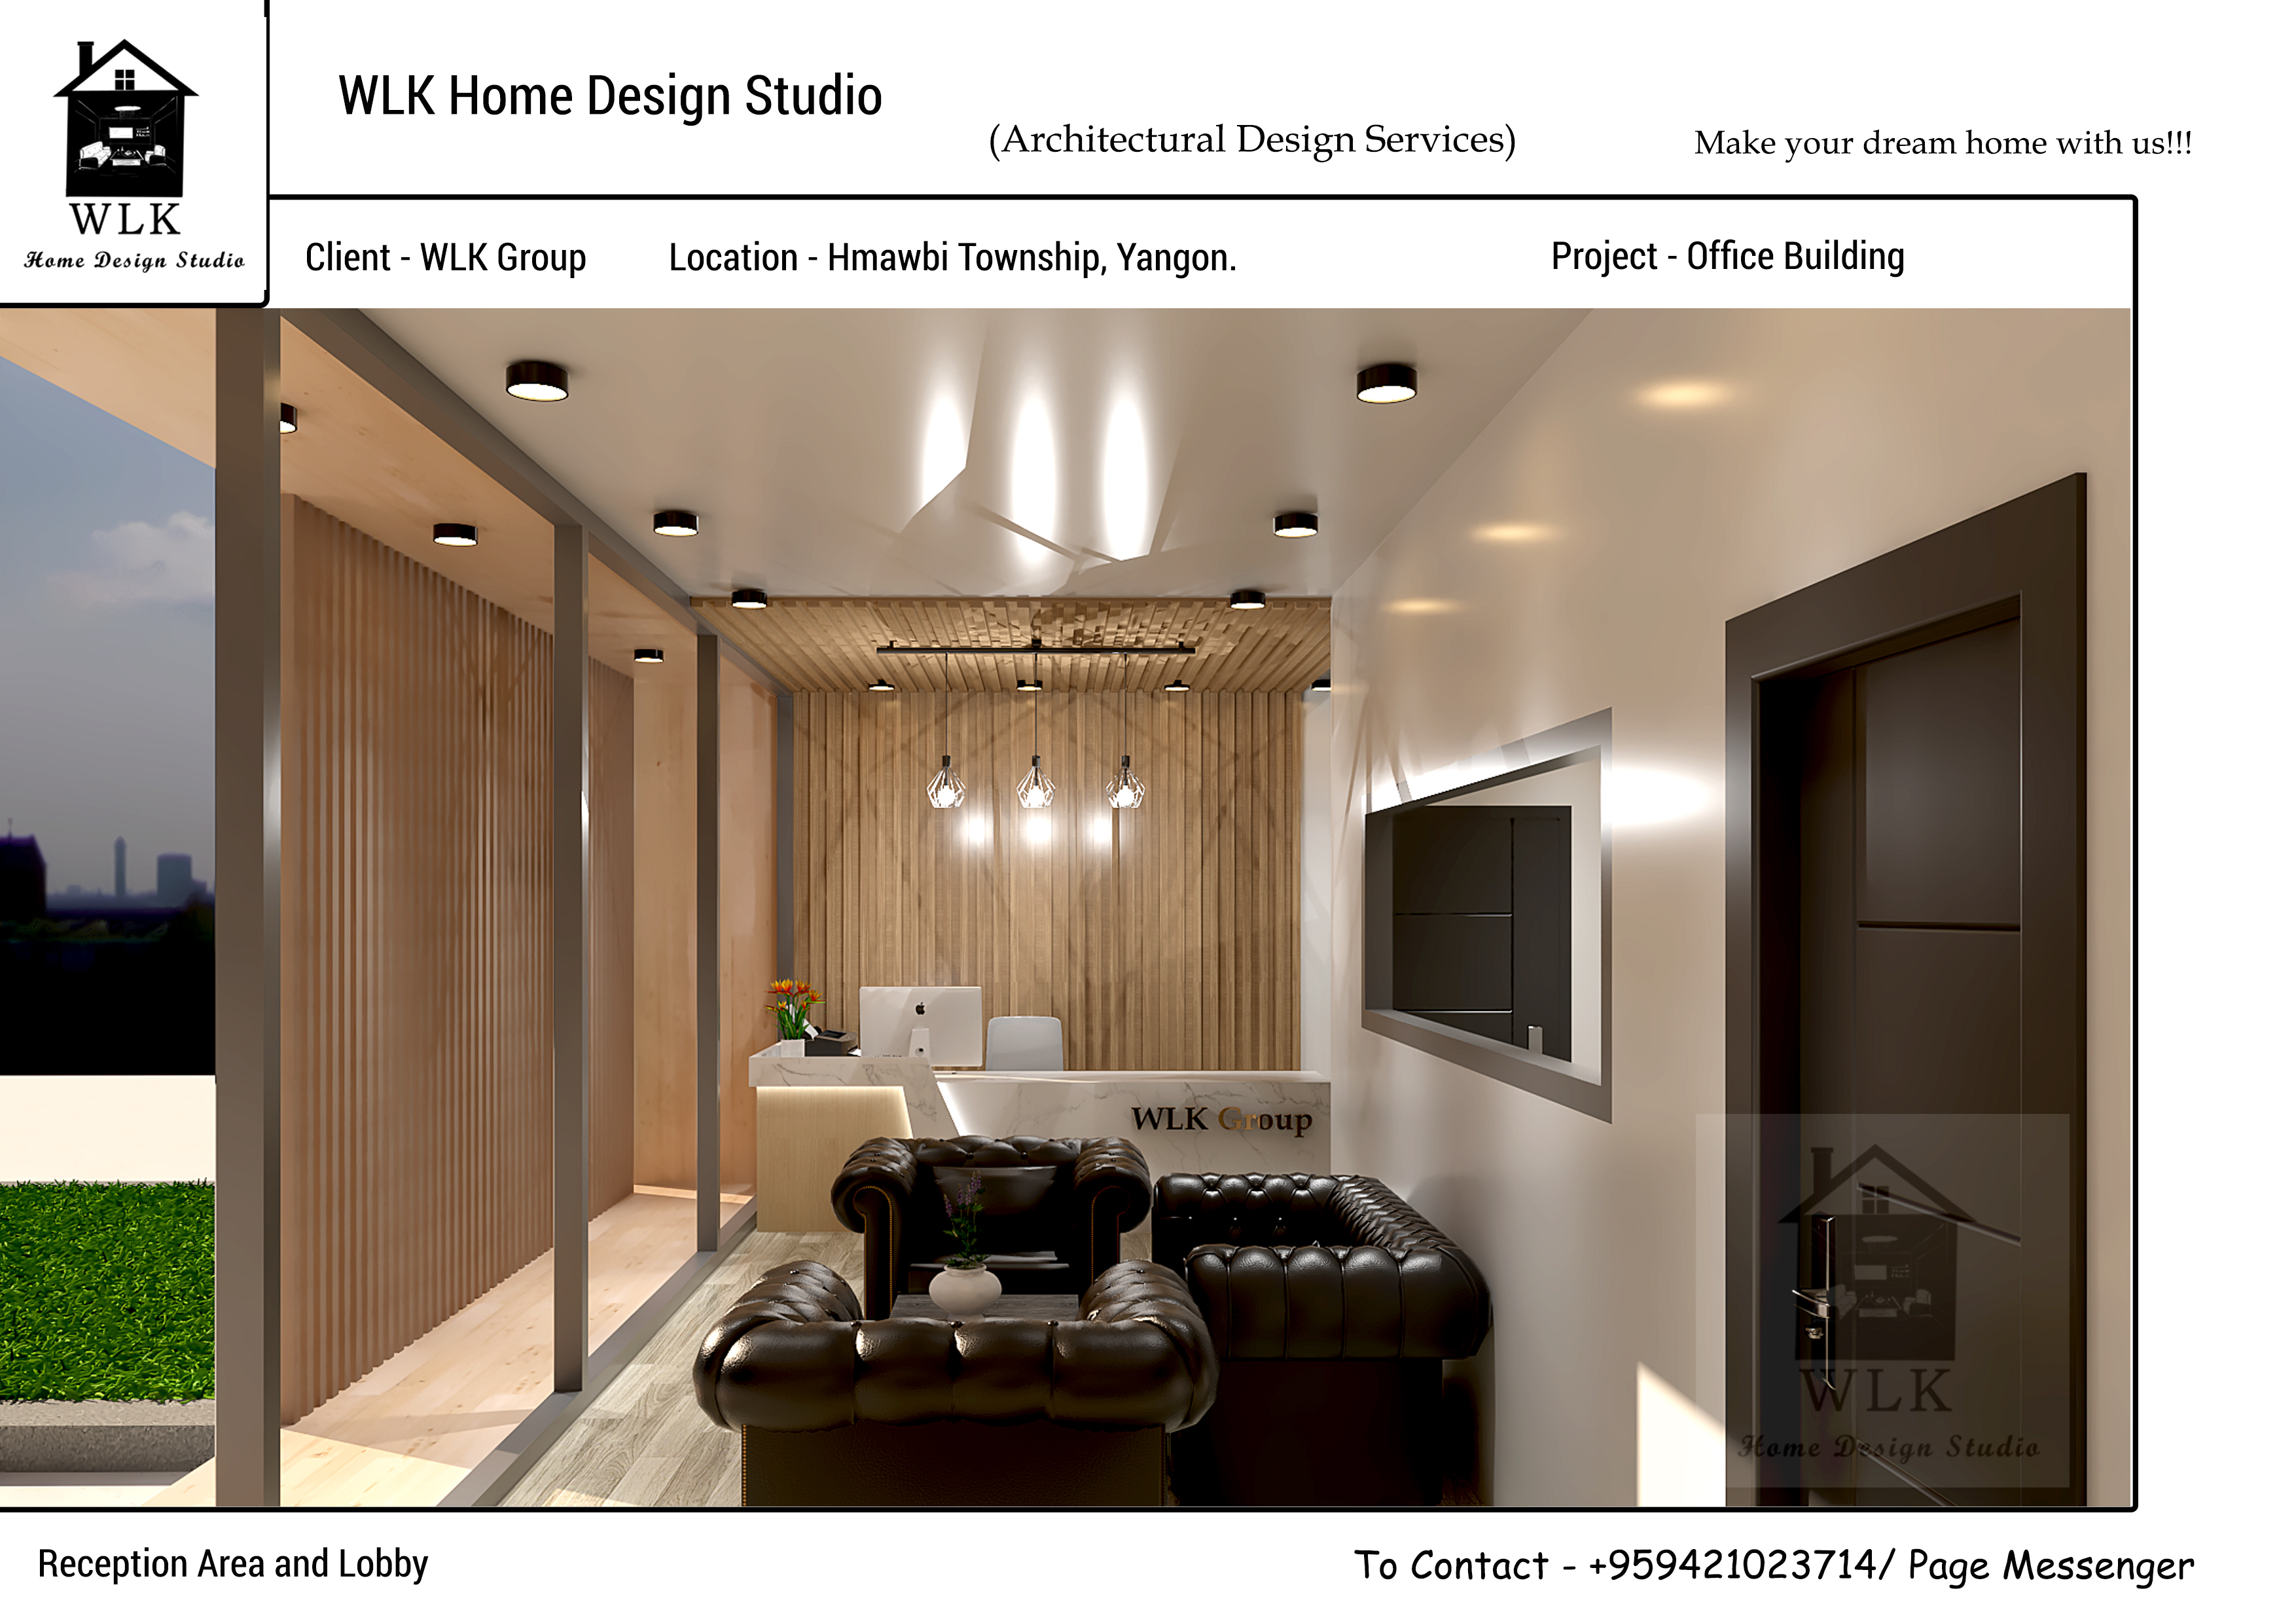 WLK
Home Design Studio
WLK Home Design Studio
(Architectural Design Services)
Make your dream home with us!!!
Client - WLK Group
Location - Hmawbi Township, Yangon.
Project - Office Building
WLK Group
WLK
Home Design Studio
Reception Area and Lobby
To Contact - +959421023714/ Page Messenger